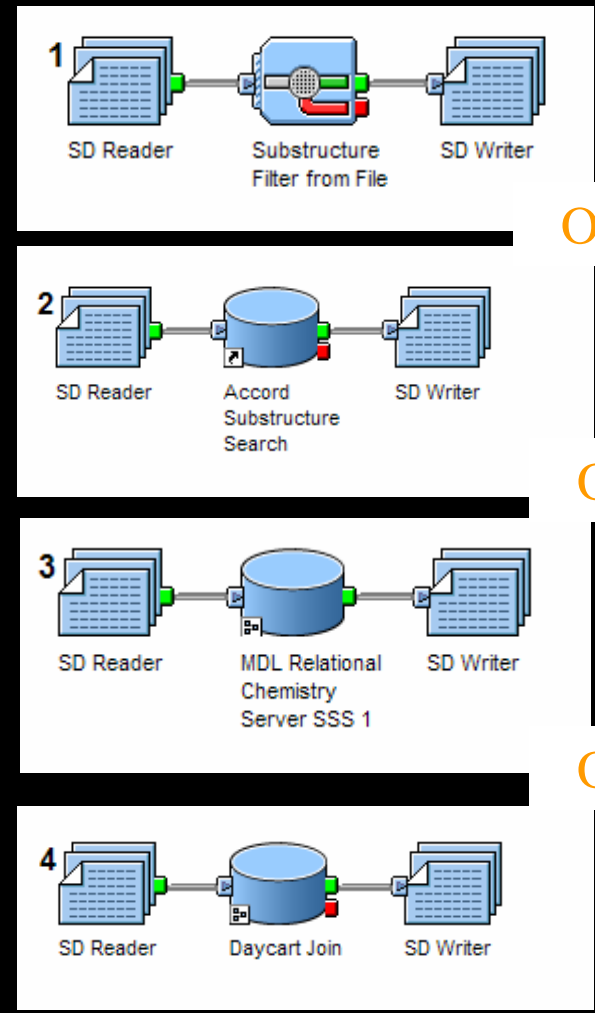 1
SD Reader
Substructure
Filter from File
SD Writer
O
2
SD Reader
Accord
Substructure
Search
SD Writer
3
SD Reader
MDL Relational
Chemistry
Server SSS 1
SD Writer
4
SD Reader
Daycart Join
SD Writer